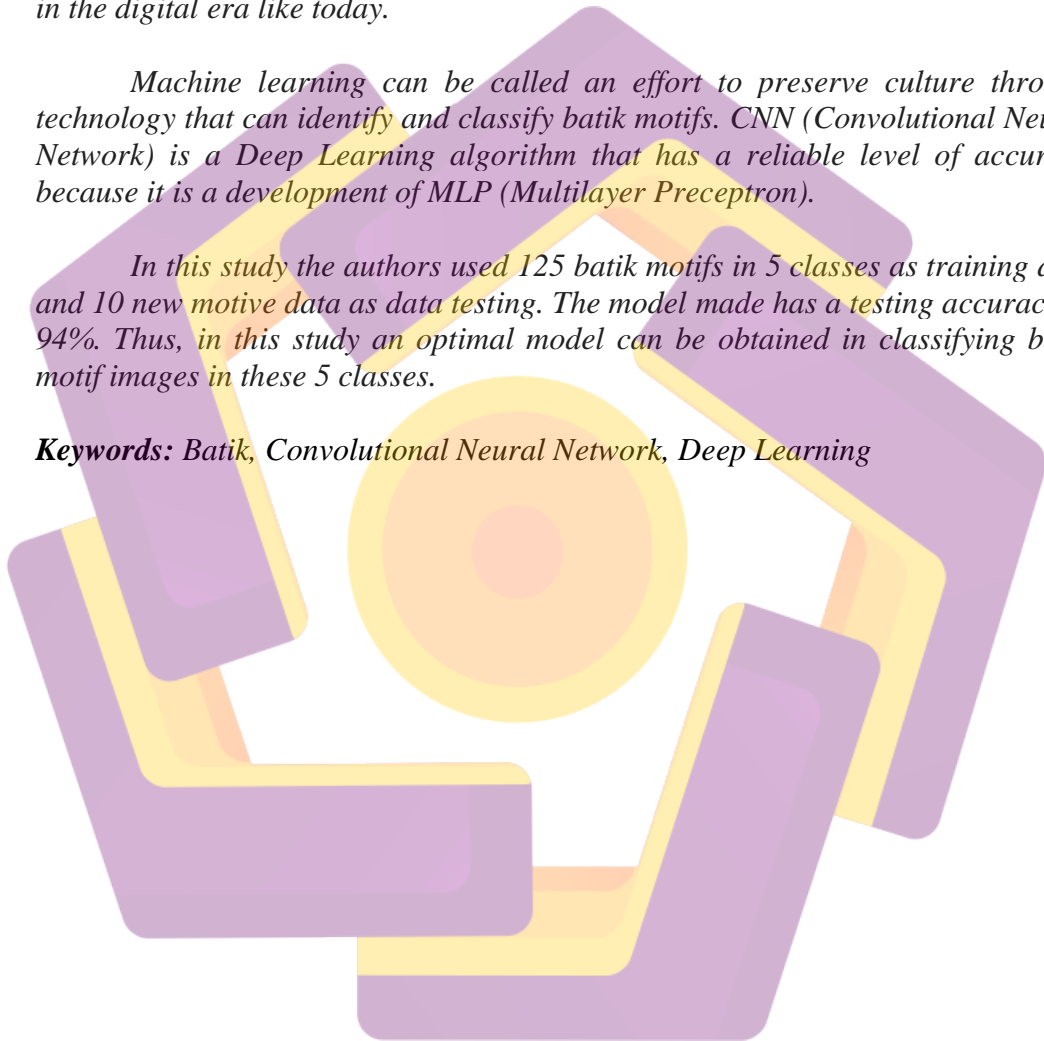 in the digital era like today.
Machine learning can be called an effort to preserve culture thro
technology that can identify and classify batik motifs. CNN (Convolutional Neu
Network) is a Deep Learning algorithm that has a reliable level of accur
because it is a development of MLP (Multilayer Preceptron).
In this study the authors used 125 batik motifs in 5 classes as training d
and 10 new motive data as data testing. The model made has a testing accurac
94%. Thus, in this study an optimal model can be obtained in classifying b
motif images in these 5 classes.
Keywords: Batik, Convolutional Neural Network, Deep Learning